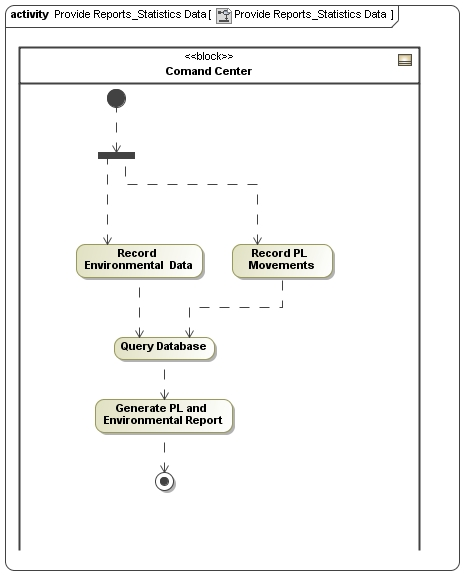 activity Provide Reports_Statistics Data [ Provide Reports_Statistics Data ]
<<block>>
Comand Center
Record
Environmental Data
Record PL
Movements
Query Database
Generate PL and
Environmental Report